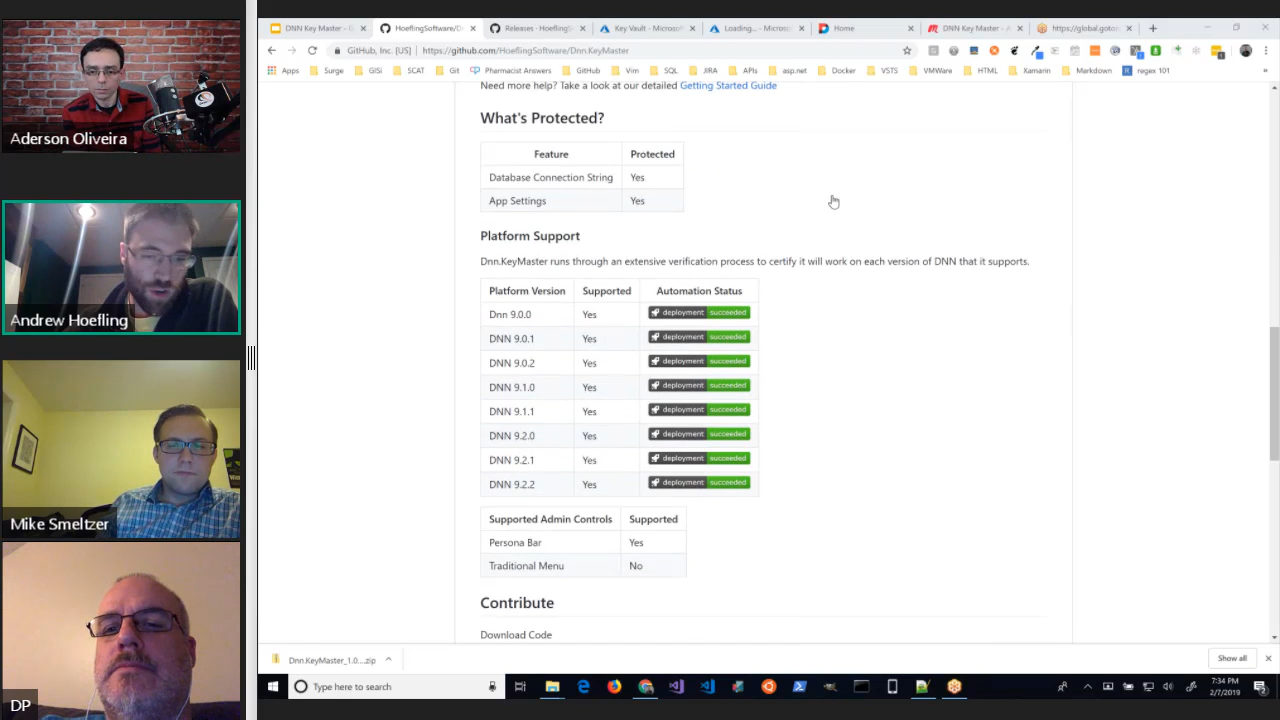 Aderson Oliveira
Andrew Hoefling
Mike Smeltzer
DP
DNN Key Master - 
HoeflingSoftware/D
Releases · Hoefling
Key Vault - Microso
Loading... - Micros
Home
DNN Key Master - A
https://global.goto
GitHub, Inc. [US] | https://github.com/HoeflingSoftware/Dnn.KeyMaster
Apps Surge GiSi SCAT Git Pharmacist Answers GitHub Vim SQL JIRA APIs asp.net Docker VSTS VMWare HTML Xamarin Markdown regex 101 »
Need more help? Take a look at our detailed Getting Started Guide
What's Protected?
Feature Protected
Database Connection String Yes
App Settings Yes
Platform Support
Dnn.KeyMaster runs through an extensive verification process to certify it will work on each version of DNN that it supports.
Platform Version Supported Automation Status
Dnn 9.0.0 Yes deployment succeeded
DNN 9.0.1 Yes deployment succeeded
DNN 9.0.2 Yes deployment succeeded
DNN 9.1.0 Yes deployment succeeded
DNN 9.1.1 Yes deployment succeeded
DNN 9.2.0 Yes deployment succeeded
DNN 9.2.1 Yes deployment succeeded
DNN 9.2.2 Yes deployment succeeded
Supported Admin Controls Supported
Persona Bar Yes
Traditional Menu No
Contribute
Download Code
Dnn.KeyMaster_1.0....zip
Show all
Type here to search
7:34 PM
2/7/2019